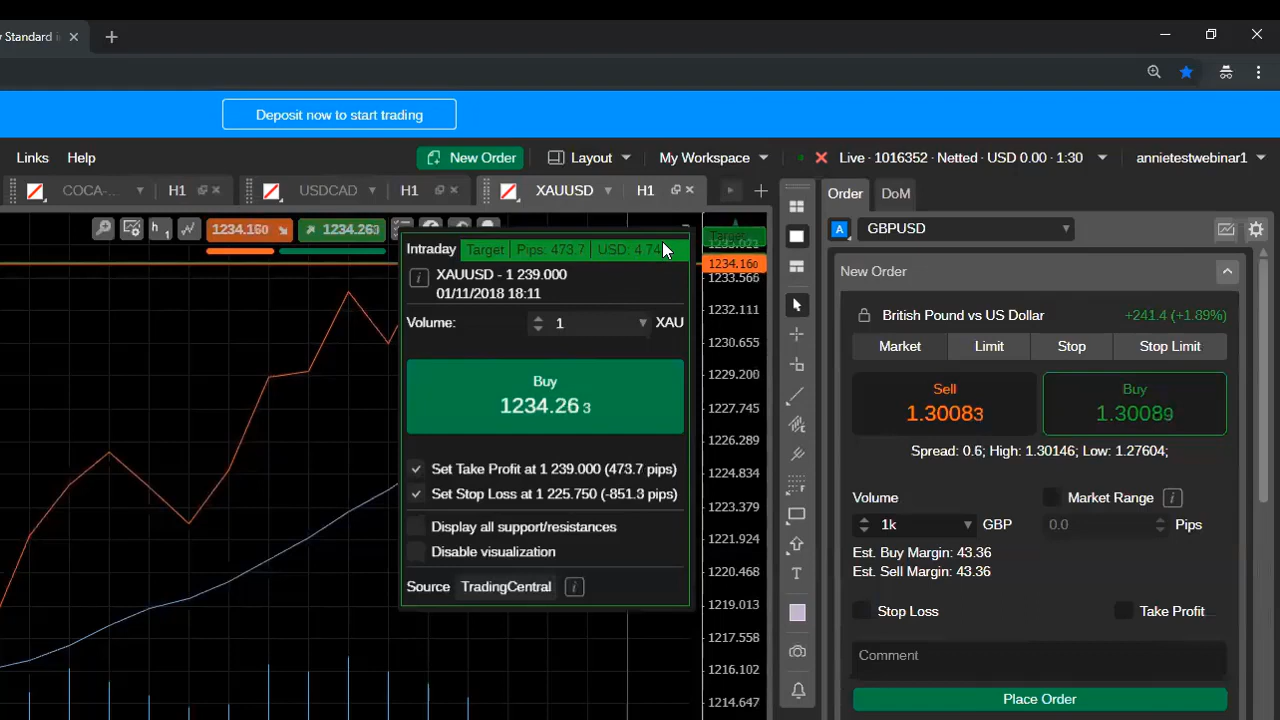 Standard i
Deposit now to start trading
Links Help New Order Layout My Workspace Live · 1016352 · Netted · USD 0.00 · 1:30 annietestwebinar1
COCA-... H1 USDCAD H1 XAUUSD H1
Order DoM
h 1 1234.160 1234.263
A GBPUSD
Target
Intraday Target Pips: 473.7 USD: 4.74
1234.160
XAUUSD - 1 239.000
01/11/2018 18:11
Volume: 1 XAU
Buy
1234.26 3
Set Take Profit at 1 239.000 (473.7 pips)
Set Stop Loss at 1 225.750 (-851.3 pips)
Display all support/resistances
Disable visualization
Source TradingCentral i
1233.566
1232.111
1230.655
1229.200
1227.745
1226.289
1224.834
1223.379
1221.924
1220.468
1219.013
1217.558
1216.102
1214.647
T
New Order
British Pound vs US Dollar +241.4 (+1.89%)
Market Limit Stop Stop Limit
Sell
1.30083
Buy
1.30089
Spread: 0.6; High: 1.30146; Low: 1.27604;
Volume Market Range i
1k GBP 0.0 Pips
Est. Buy Margin: 43.36
Est. Sell Margin: 43.36
Stop Loss Take Profit
Comment
Place Order